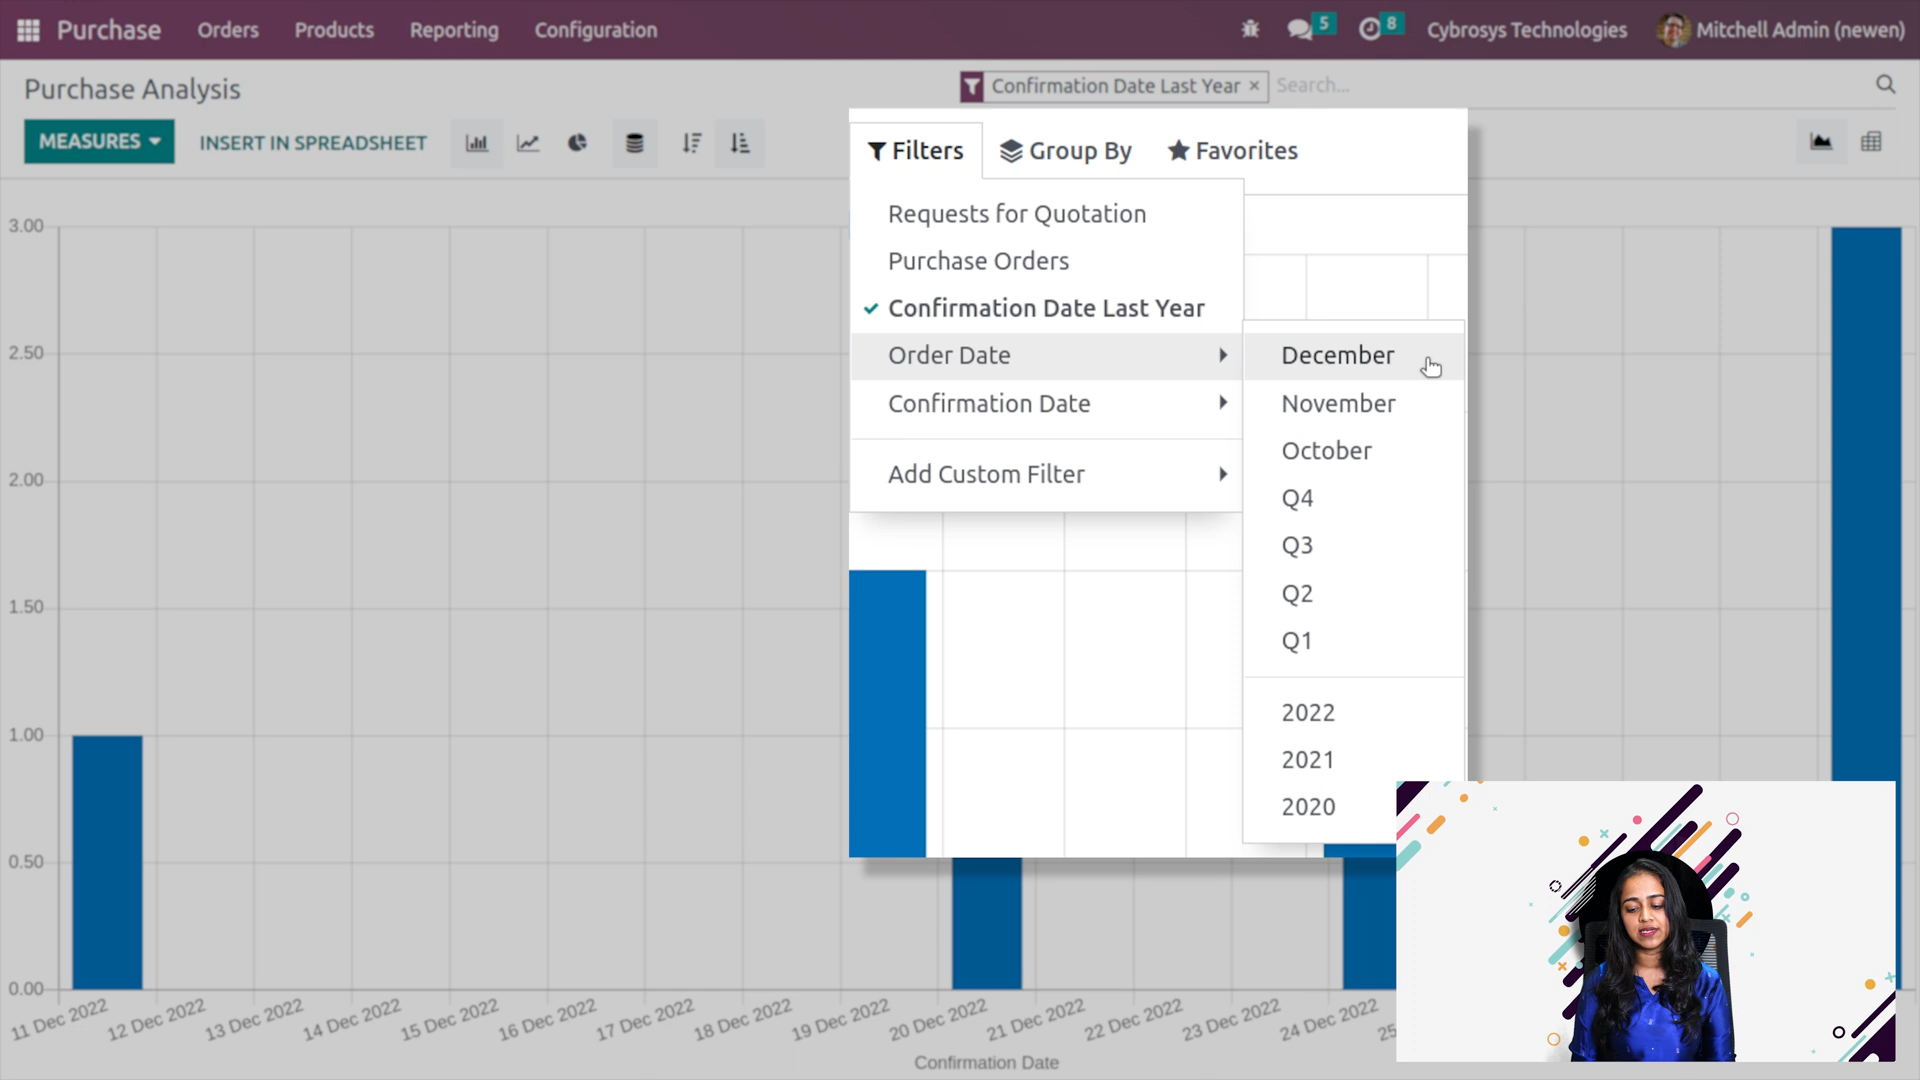 Purchase Orders Products Reporting Configuration 5 8 Cybrosys Technologies Mitchell Admin (newen)
Purchase Analysis
Confirmation Date Last Year × Search...
MEASURES INSERT IN SPREADSHEET
Filters Group By Favorites
Requests for Quotation
Purchase Orders
Confirmation Date Last Year
Order Date
Confirmation Date
Add Custom Filter
December
November
October
Q4
Q3
Q2
Q1
2022
2021
2020
3.00
2.50
2.00
1.50
1.00
0.50
0.00
11 Dec 2022 12 Dec 2022 13 Dec 2022 14 Dec 2022 15 Dec 2022 16 Dec 2022 17 Dec 2022 18 Dec 2022 19 Dec 2022 20 Dec 2022 21 Dec 2022 22 Dec 2022 23 Dec 2022 24 Dec 2022 25
Confirmation Date